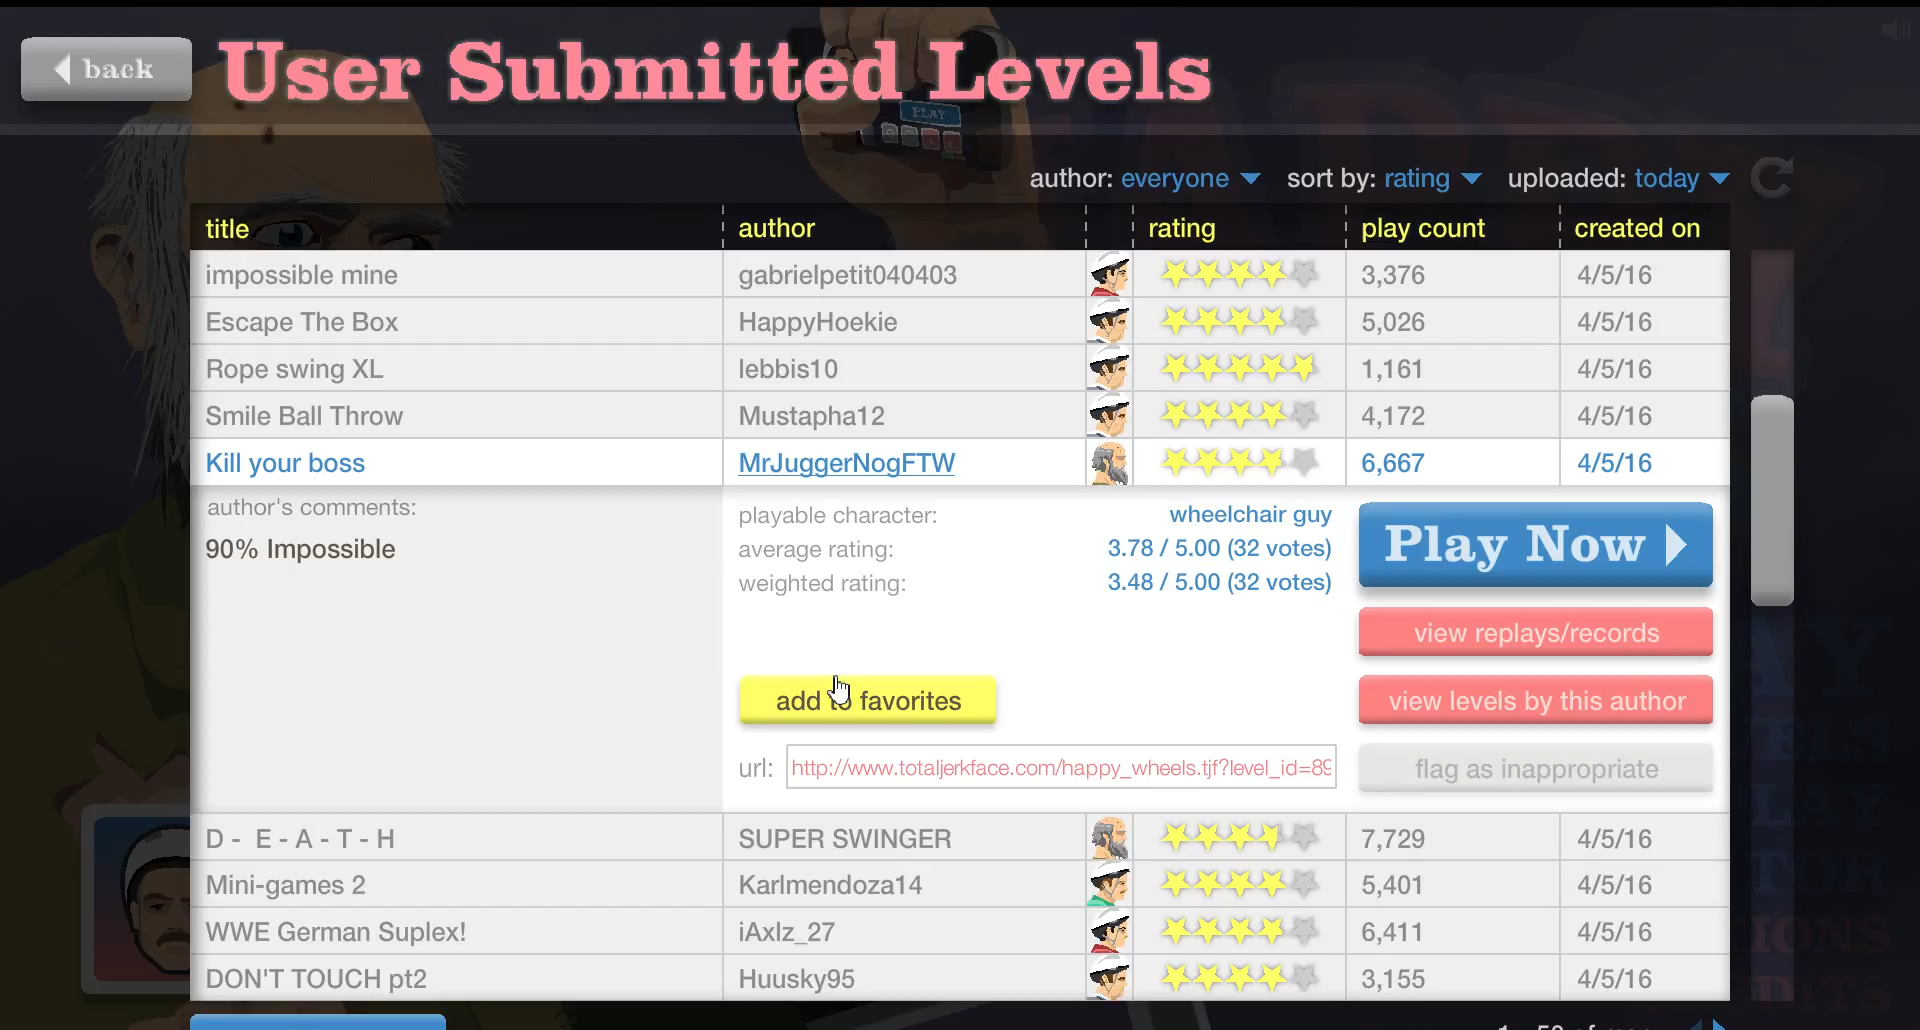 back
User Submitted Levels
PLAY
author: everyone sort by: rating uploaded: today
title author rating play count created on
impossible mine gabrielpetit040403 3,376 4/5/16
Escape The Box HappyHoekie 5,026 4/5/16
Rope swing XL lebbis10 1,161 4/5/16
Smile Ball Throw Mustapha12 4,172 4/5/16
Kill your boss MrJuggerNogFTW 6,667 4/5/16
author's comments:
90% Impossible
playable character: wheelchair guy
average rating: 3.78 / 5.00 (32 votes)
weighted rating: 3.48 / 5.00 (32 votes)
Play Now
view replays/records
add to favorites
view levels by this author
url: http://www.totaljerkface.com/happy_wheels.tjf?level_id=89
flag as inappropriate
D - E - A - T - H SUPER SWINGER 7,729 4/5/16
Mini-games 2 Karlmendoza14 5,401 4/5/16
WWE German Suplex! iAxlz_27 6,411 4/5/16
DON'T TOUCH pt2 Huusky95 3,155 4/5/16